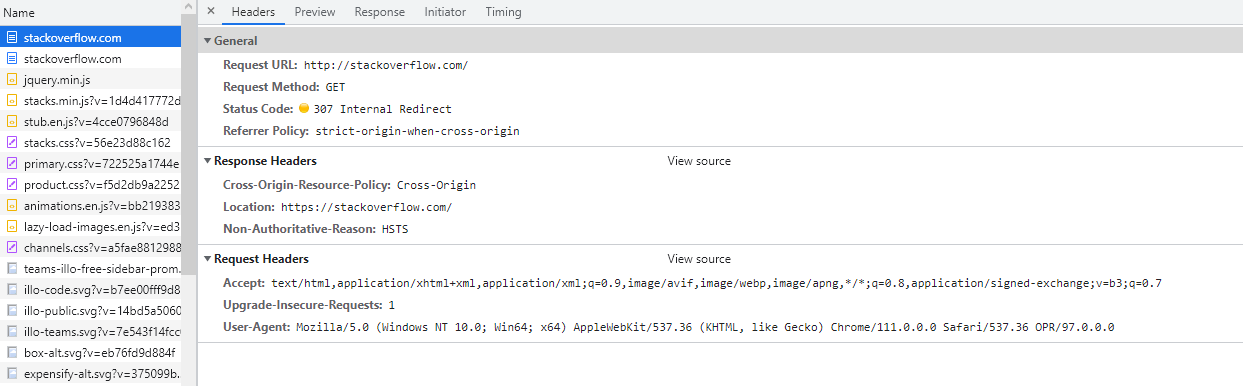 Name
stackoverflow.com
stackoverflow.com
jquery.min.js
stacks.min.js?v=1d4d417772d
stub.en.js?v=4cce0796848d
stacks.css?v=56e23d88c162
primary.css?v=722525a1744e
product.css?v=f5d2db9a2252
animations.en.js?v=bb219383
lazy-load-images.en.js?v=ed3
channels.css?v=a5fae8812988
teams-illo-free-sidebar-prom.
illo-code.svg?v=b7ee00fff9d8
illo-public.svg?v=14bd5a5060
illo-teams.svg?v=7e543f14fcc
box-alt.svg?v=eb76fd9d884f
expensify-alt.svg?v=375099b.
× Headers Preview Response Initiator Timing
▼ General
Request URL: http://stackoverflow.com/
Request Method: GET
Status Code: 307 Internal Redirect
Referrer Policy: strict-origin-when-cross-origin
▼ Response Headers View source
Cross-Origin-Resource-Policy: Cross-Origin
Location: https://stackoverflow.com/
Non-Authoritative-Reason: HSTS
▼ Request Headers View source
Accept: text/html,application/xhtml+xml,application/xml;q=0.9,image/avif,image/webp,image/apng,*/*;q=0.8,application/signed-exchange;v=b3;q=0.7
Upgrade-Insecure-Requests: 1
User-Agent: Mozilla/5.0 (Windows NT 10.0; Win64; x64) AppleWebKit/537.36 (KHTML, like Gecko) Chrome/111.0.0.0 Safari/537.36 OPR/97.0.0.0